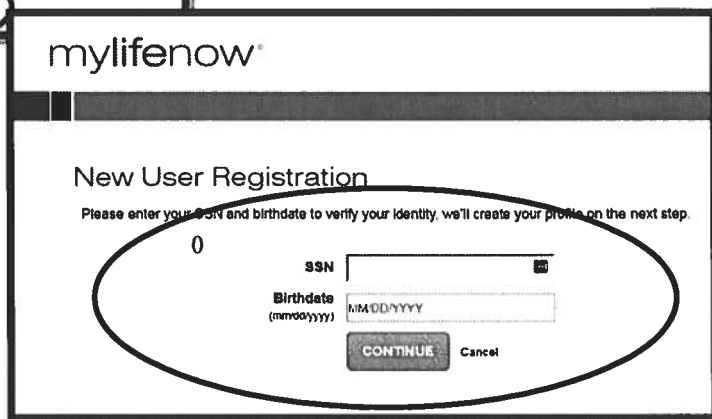 mylifenow
New User Registration
Please enter your SSN and birthdate to verify your identity, we'll create your profile on the next step.
0
SSN
Birthdate
MM/DD/YYYY
(mm/dd/yyyy)
CONTINUE Cancel